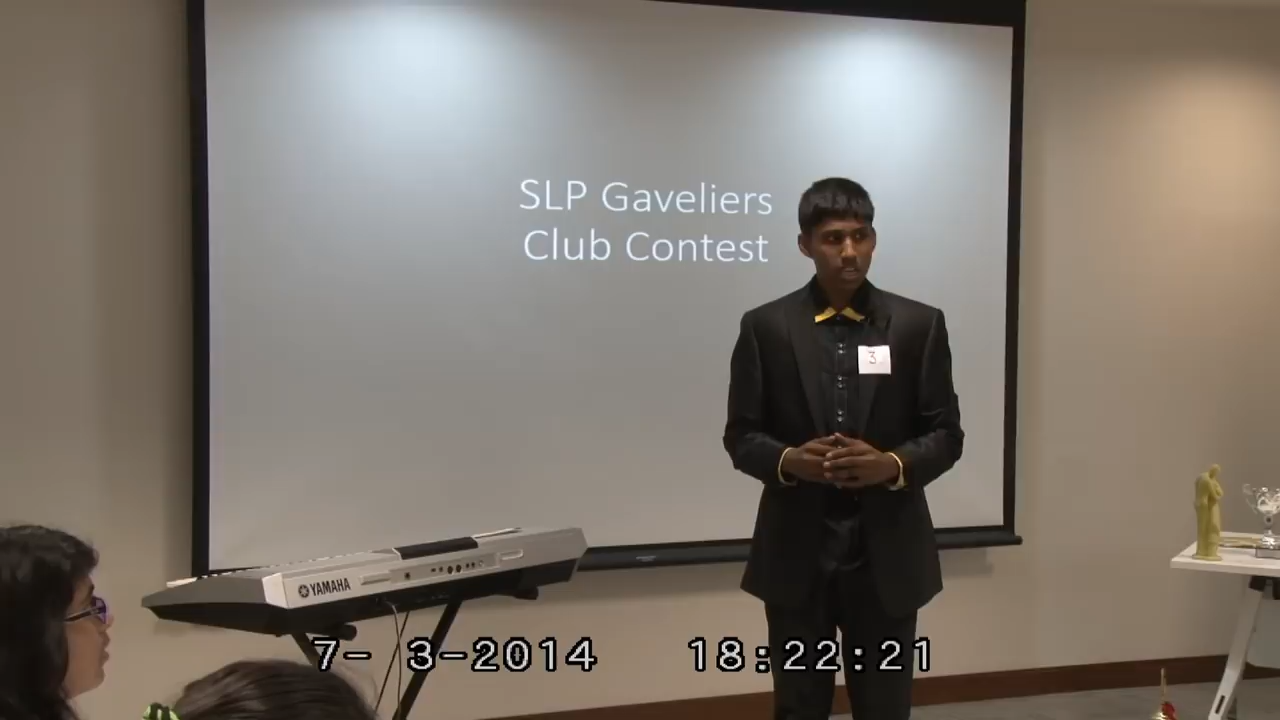 SLP Gaveliers
Club Contest
3
YAMAHA
7- 3-2014 18:22:21